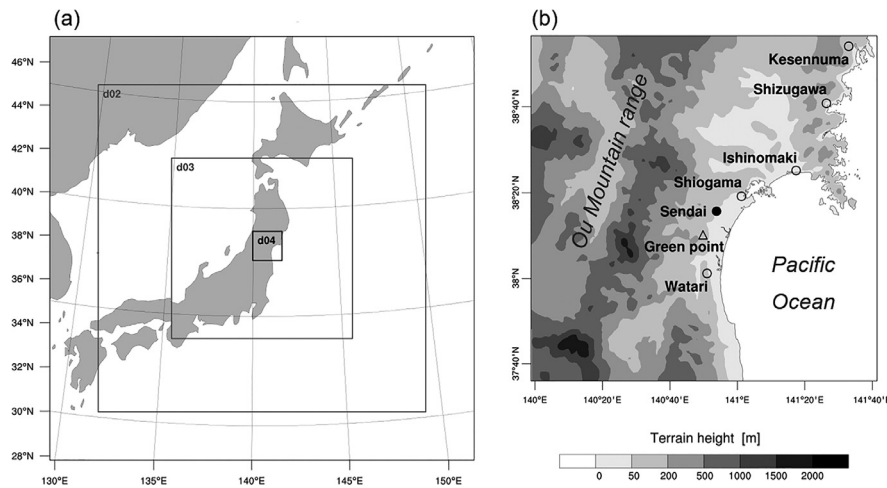 (a)
46°N
44°N
42°N
40°N
38°N
36°N
34°N
32°N
30°N
28°N
d02
d03
d04
130°E
135°E
140°E
145°E
150°E
(b)
38°40'N
38°20'N
38°N
37°40'N
Kesennuma
Shizugawa
Ishinomaki
Shiogama
Sendai
Green point
Watari
Ou Mountain range
Pacific
Ocean
140°E
140°20'E
140°40'E
141°E
141°20'E
141°40'E
Terrain height [m]
0 50 200 500 1000 1500 2000